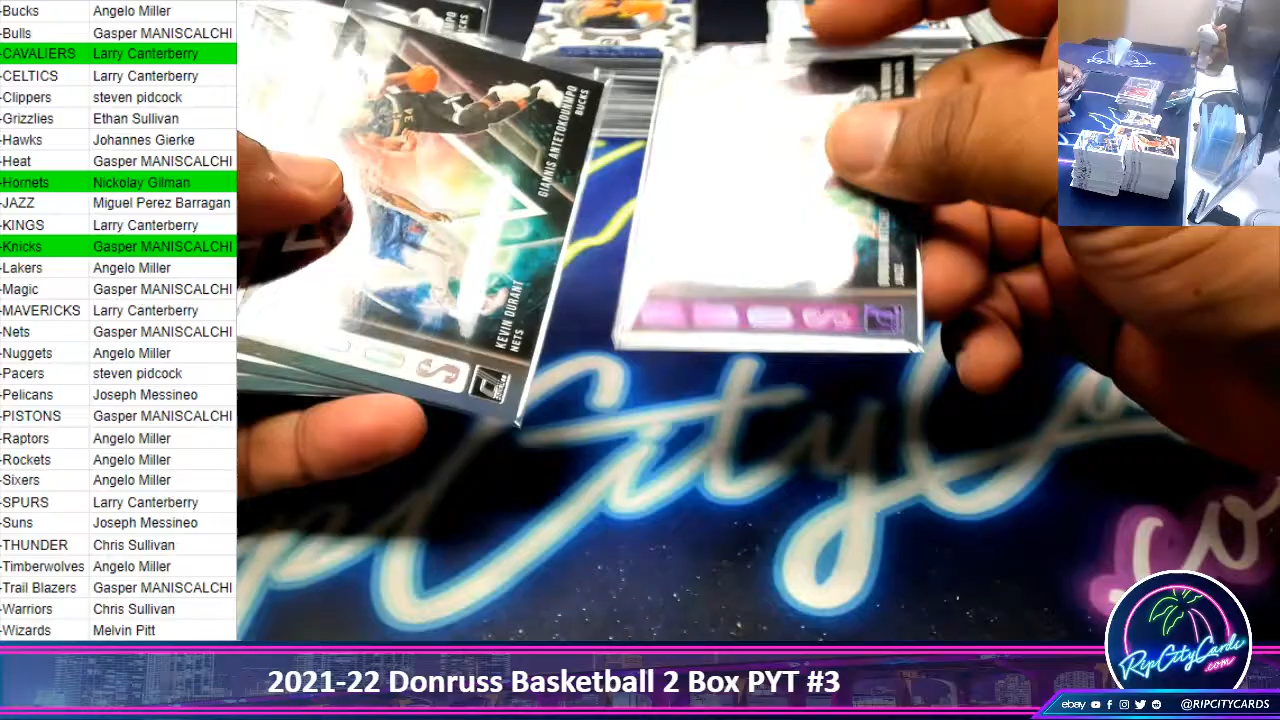 -Bucks Angelo Miller
-Bulls Gasper MANISCALCHI
-CAVALIERS Larry Canterberry
-CELTICS Larry Canterberry
-Clippers steven pidcock
-Grizzlies Ethan Sullivan
-Hawks Johannes Gierke
-Heat Gasper MANISCALCHI
-Hornets Nickolay Gilman
-JAZZ Miguel Perez Barragan
-KINGS Larry Canterberry
-Knicks Gasper MANISCALCHI
-Lakers Angelo Miller
-Magic Gasper MANISCALCHI
-MAVERICKS Larry Canterberry
-Nets Gasper MANISCALCHI
-Nuggets Angelo Miller
-Pacers steven pidcock
-Pelicans Joseph Messineo
-PISTONS Gasper MANISCALCHI
-Raptors Angelo Miller
-Rockets Angelo Miller
-Sixers Angelo Miller
-SPURS Larry Canterberry
-Suns Joseph Messineo
-THUNDER Chris Sullivan
-Timberwolves Angelo Miller
-Trail Blazers Gasper MANISCALCHI
-Warriors Chris Sullivan
-Wizards Melvin Pitt
GIANNIS ANTETOKOUNMPO
BUCKS
KEVIN DURANT
NETS
RipCityCards
.com
2021-22 Donruss Basketball 2 Box PYT #3
ebay @RIPCITYCARDS